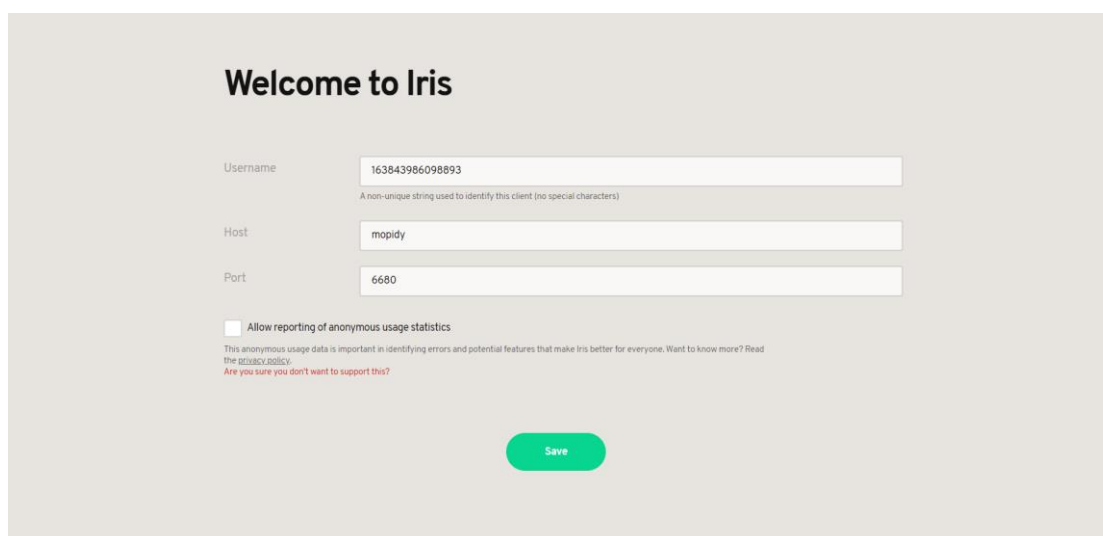 Welcome to Iris
Username
163843986098893
A non-unique string used to identify this client (no special characters)
Host
mopidy
Port
6680
Allow reporting of anonymous usage statistics
This anonymous usage data is important in identifying errors and potential features that make Iris better for everyone. Want to know more? Read
the privacy policy.
Are you sure you don't want to support this?
Save